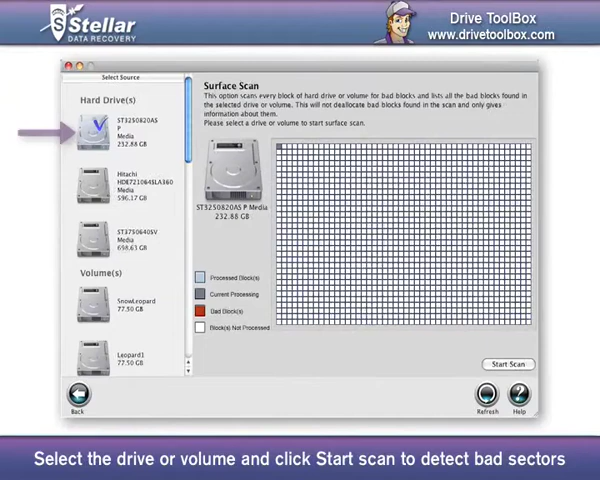 Stellar
DATA RECOVERY
Drive ToolBox
www.drivetoolbox.com
Select Source
Hard Drive(s)
ST3250820AS
P
Media
232.88 GB
Hitachi
HDE721064SLA360
Media
596.17 GB
ST3750640SV
Media
698.63 GB
Volume(s)
SnowLeopard
77.50 GB
Leopard1
77.50 GB
Surface Scan
This option scans every block of hard drive or volume for bad blocks and lists all the bad blocks found in
the selected drive or volume. This will not deallocate bad blocks found in the scan and only gives
information about them.
Please select a drive or volume to start surface scan.
ST3250820AS P Media
232.88 GB
Processed Block(s)
Current Processing
Bad Block(s)
Block(s) Not Processed
Start Scan
Back
Refresh
Help
Select the drive or volume and click Start scan to detect bad sectors